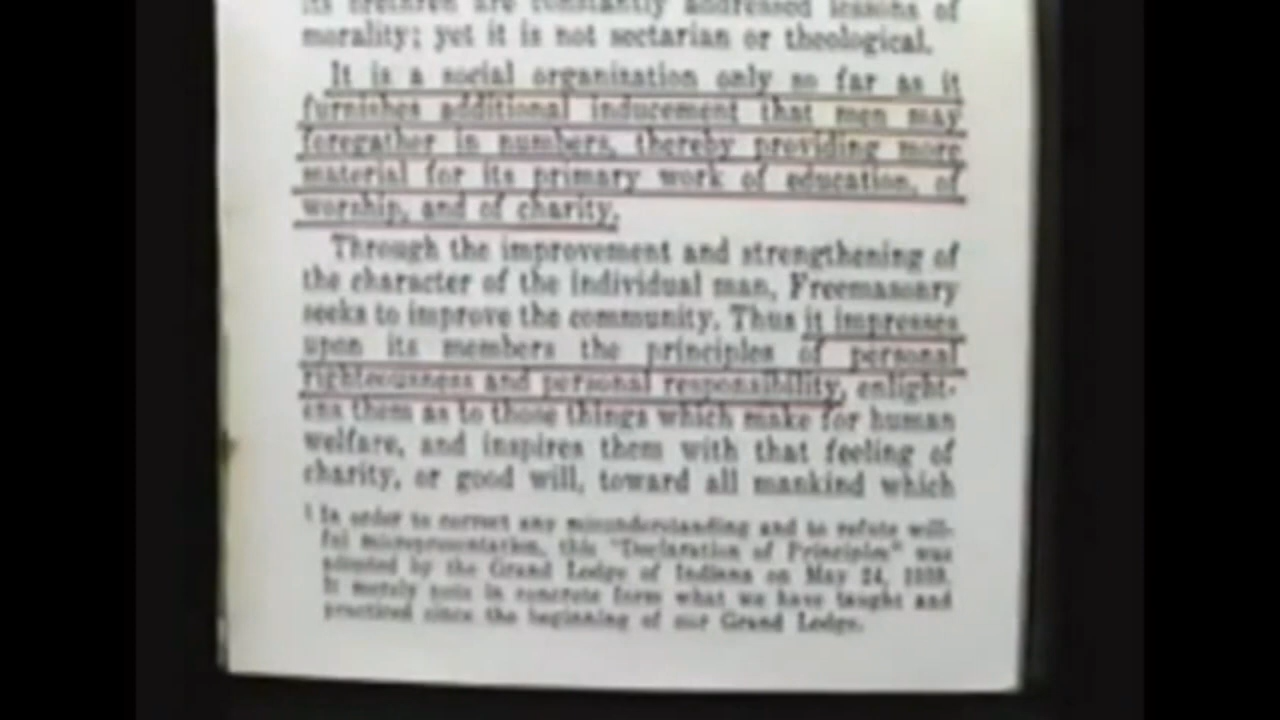 its brethren are constantly addressed lessons of
morality; yet it is not sectarian or theological.
It is a social organization only so far as it
furnishes additional inducement that men may
foregather in numbers, thereby providing more
material for its primary work of education, of
worship, and of charity.
Through the improvement and strengthening of
the character of the individual man, Freemasonry
seeks to improve the community. Thus it impresses
upon its members the principles of personal
righteousness and personal responsibility, enlight-
ens them as to those things which make for human
welfare, and inspires them with that feeling of
charity, or good will, toward all mankind which
1 In order to correct any misunderstanding and to refute will-
ful misrepresentation, this "Declaration of Principles" was
adopted by the Grand Lodge of Indiana on May 24,
It merely puts in concrete form what we have taught and
practiced since the beginning of our Grand Lodge.